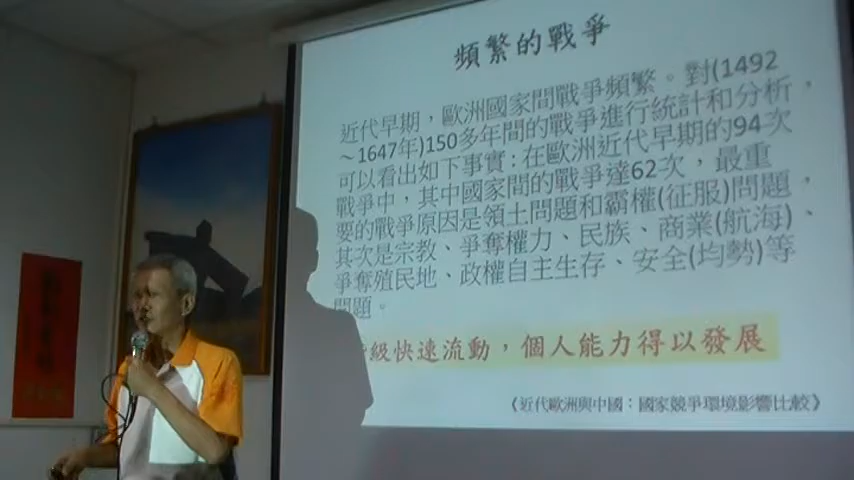 頻繁的戰爭
近代早期，歐洲國家間戰爭頻繁。對(1492
～1647年)150多年間的戰爭進行統計和分析，
可以看出如下事實：在歐洲近代早期的94次
戰爭中，其中國家間的戰爭達62次，最重
要的戰爭原因是領土問題和霸權(征服)問題，
其次是宗教、爭奪權力、民族、商業(航海)、
爭奪殖民地、政權自主生存、安全(均勢)等
問題。
級快速流動，個人能力得以發展
《近代歐洲與中國：國家競爭環境影響比較》